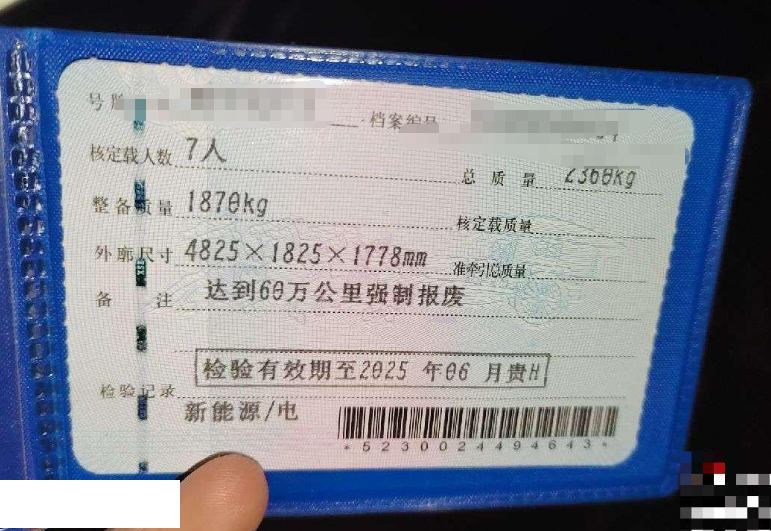 号牌
档案编号
核定载人数 7人
总质量 2360kg
整备质量 1870kg
核定载质量
外廓尺寸 4825×1825×1778mm
准牵引总质量
备注 达到60万公里强制报废
检验有效期至2025年06月贵H
检验记录
新能源/电
*5230024494643*